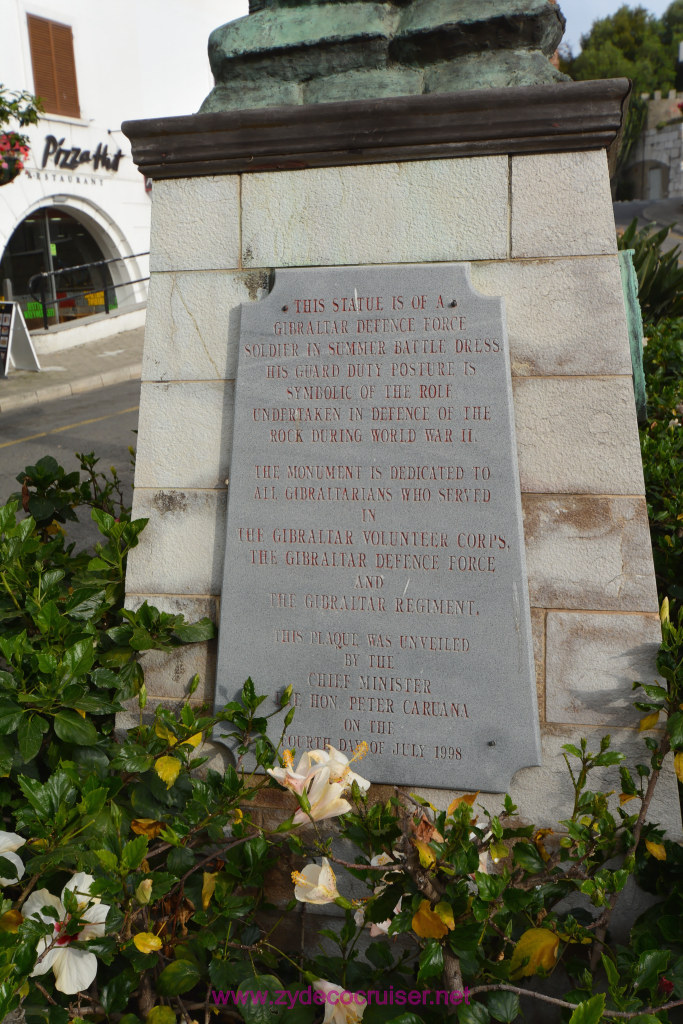 Pizza Hut
RESTAURANT
THIS STATUE IS OF A
GIBRALTAR DEFENCE FORCE
SOLDIER IN SUMMER BATTLE DRESS.
HIS GUARD DUTY POSTURE IS
SYMBOLIC OF THE ROLE
UNDERTAKEN IN DEFENCE OF THE
ROCK DURING WORLD WAR II.
THE MONUMENT IS DEDICATED TO
ALL GIBRALTARIANS WHO SERVED
IN
THE GIBRALTAR VOLUNTEER CORPS,
THE GIBRALTAR DEFENCE FORCE
AND
THE GIBRALTAR REGIMENT.
THIS PLAQUE WAS UNVEILED
BY THE
CHIEF MINISTER
HON. PETER CARUANA
ON THE
FOURTH DAY OF JULY 1998
www.zydecocruiser.net